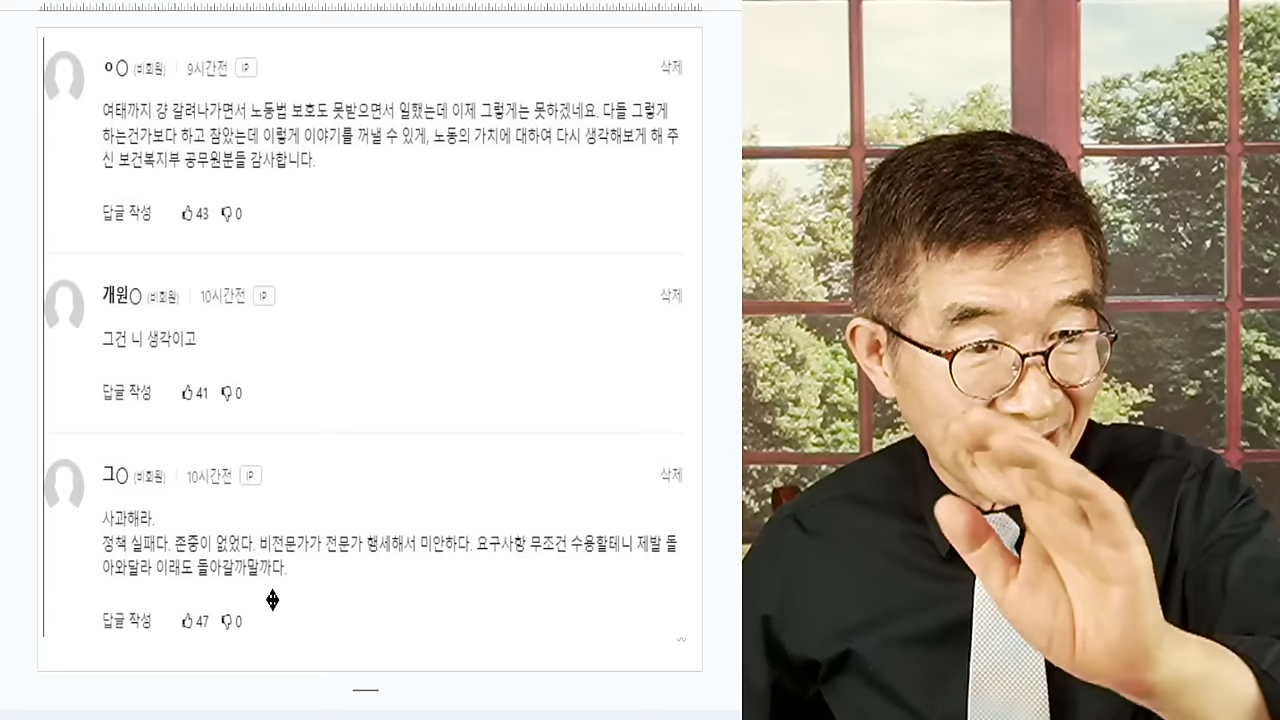 ㅇ○ (비회원) 9시간전 IP 삭제
여태까지 걍 갈려나가면서 노동법 보호도 못받으면서 일했는데 이제 그렇게는 못하겠네요. 다들 그렇게
하는건가보다 하고 참았는데 이렇게 이야기를 꺼낼 수 있게, 노동의 가치에 대하여 다시 생각해보게 해 주
신 보건복지부 공무원분들 감사합니다.
답글 작성 43 0
개원○ (비회원) 10시간전 IP 삭제
그건 니 생각이고
답글 작성 41 0
그○ (비회원) 10시간전 IP 삭제
사과해라.
정책 실패다. 존중이 없었다. 비전문가가 전문가 행세해서 미안하다. 요구사항 무조건 수용할테니 제발 돌
아와달라 이래도 돌아갈까말까다.
답글 작성 47 0